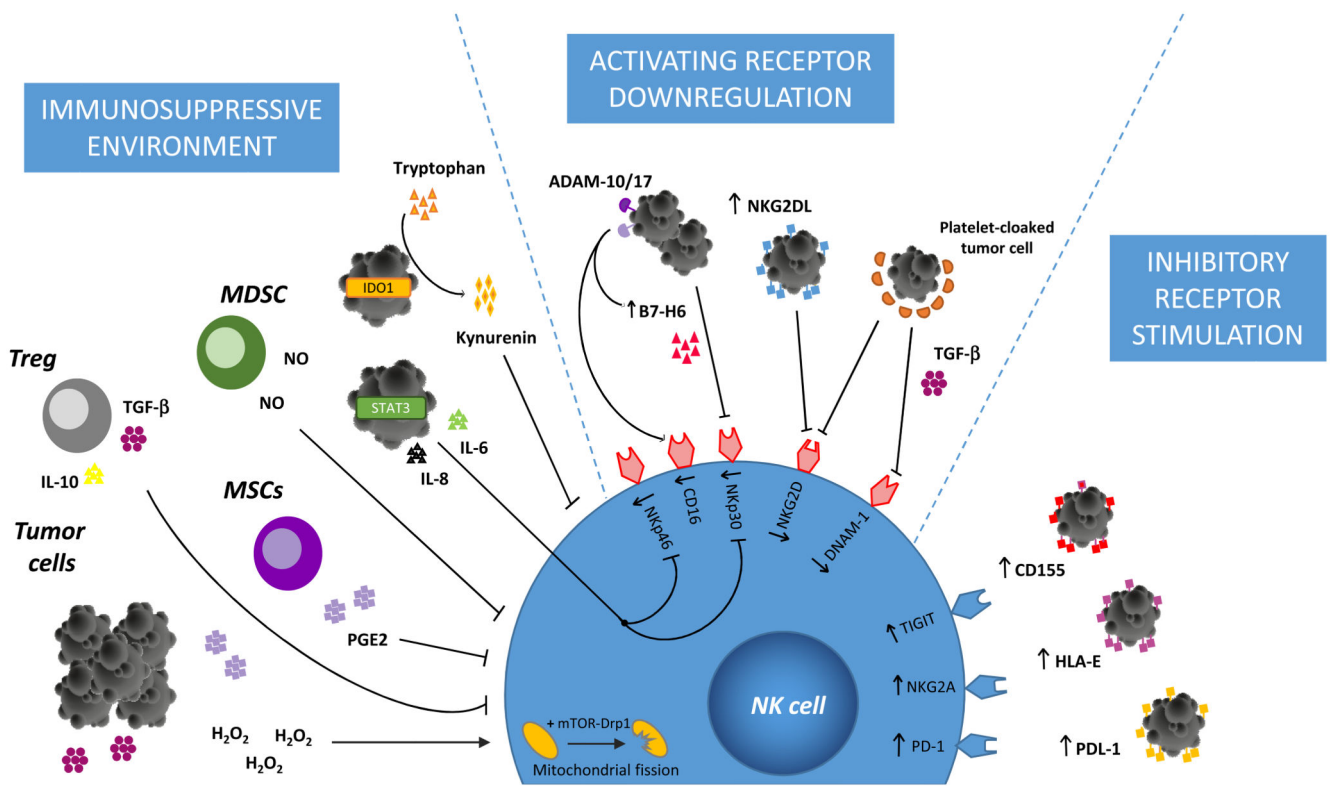 IMMUNOSUPPRESSIVE
ENVIRONMENT
ACTIVATING RECEPTOR
DOWNREGULATION
INHIBITORY
RECEPTOR
STIMULATION
Tryptophan
IDO1
Kynurenin
MDSC
NO
NO
Treg
TGF-β
IL-10
STAT3
IL-6
IL-8
MSCs
PGE2
Tumor
cells
H₂O₂
H₂O₂
H₂O₂
ADAM-10/17
↑ B7-H6
↑ NKG2DL
Platelet-cloaked
tumor cell
TGF-β
↓ NKp46
↓ CD16
↓ NKp30
↓ NKG2D
↓ DNAM-1
↑ CD155
↑ TIGIT
↑ HLA-E
↑ NKG2A
↑ PDL-1
↑ PD-1
NK cell
+ mTOR-Drp1
Mitochondrial fission